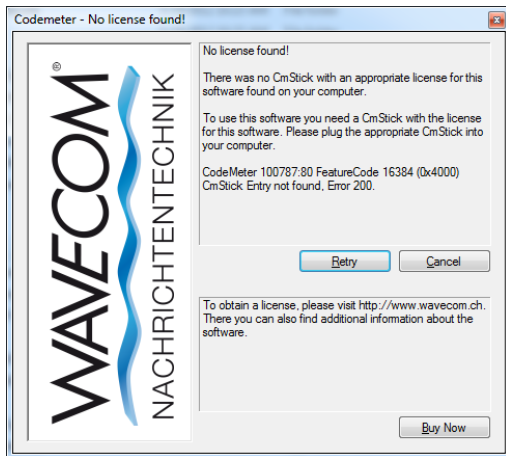 Codemeter - No license found!
WAVECOM®
NACHRICHTENTECHNIK
No license found!
There was no CmStick with an appropriate license for this
software found on your computer.
To use this software you need a CmStick with the license
for this software. Please plug the appropriate CmStick into
your computer.
CodeMeter 100787:80 FeatureCode 16384 (0x4000)
CmStick Entry not found, Error 200.
Retry
Cancel
To obtain a license, please visit http://www.wavecom.ch.
There you can also find additional information about the
software.
Buy Now